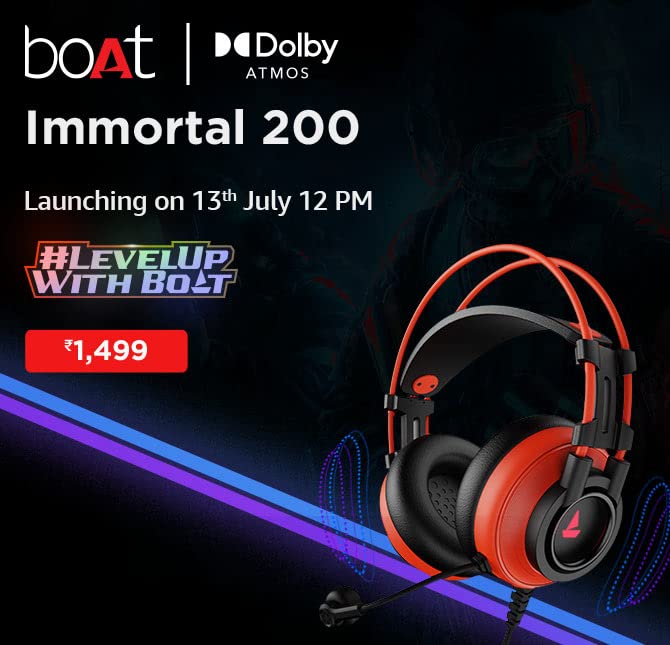 boAt
Dolby
ATMOS
Immortal 200
Launching on 13th July 12 PM
#LEVELUP
WITH BOAT
₹1,499